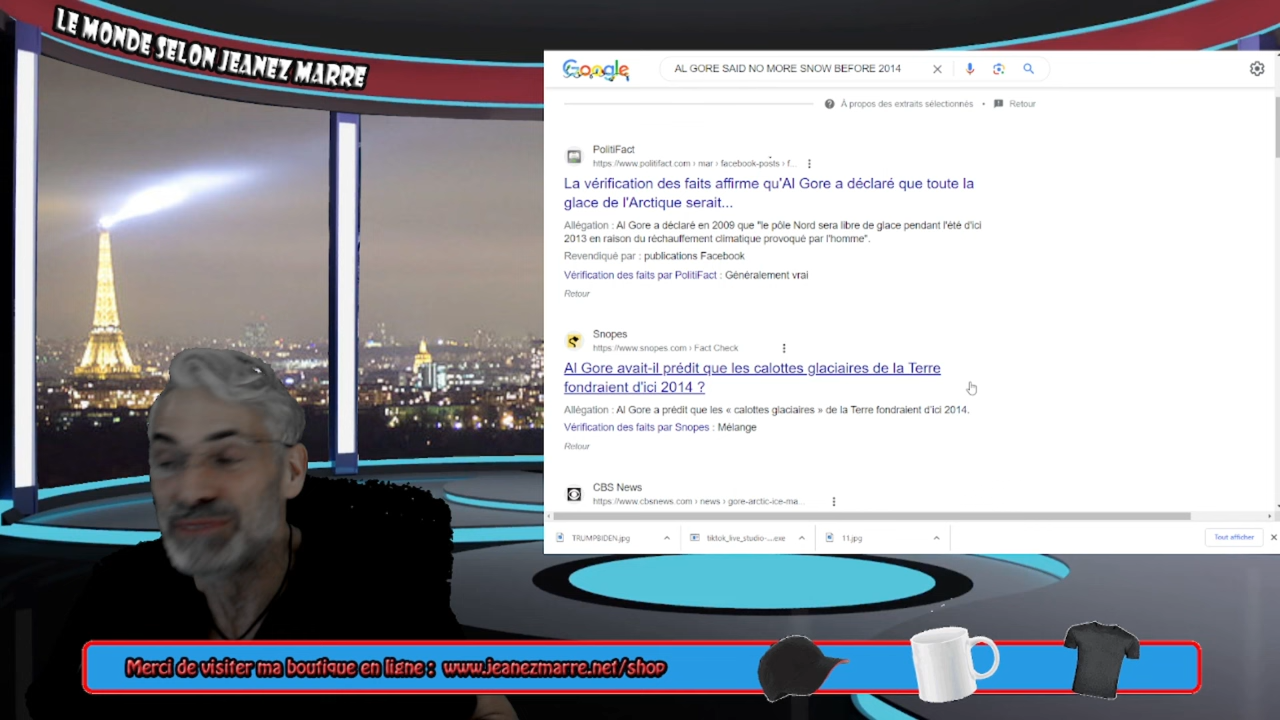 LE MONDE SELON JEANEZ MARRE
Google
AL GORE SAID NO MORE SNOW BEFORE 2014
À propos des extraits sélectionnés • Retour
PolitiFact
https://www.politifact.com › mar › facebook-posts › f...
La vérification des faits affirme qu'Al Gore a déclaré que toute la
glace de l'Arctique serait...
Allégation : Al Gore a déclaré en 2009 que "le pôle Nord sera libre de glace pendant l'été d'ici
2013 en raison du réchauffement climatique provoqué par l'homme".
Revendiqué par : publications Facebook
Vérification des faits par PolitiFact : Généralement vrai
Retour
Snopes
https://www.snopes.com › Fact Check
Al Gore avait-il prédit que les calottes glaciaires de la Terre
fondraient d'ici 2014 ?
Allégation : Al Gore a prédit que les « calottes glaciaires » de la Terre fondraient d'ici 2014.
Vérification des faits par Snopes : Mélange
Retour
CBS News
https://www.cbsnews.com › news › gore-arctic-ice-ma...
TRUMPBIDEN.jpg
tiktok_live_studio-....exe
11.jpg
Tout afficher
Merci de visiter ma boutique en ligne : www.jeanezmarre.net/shop